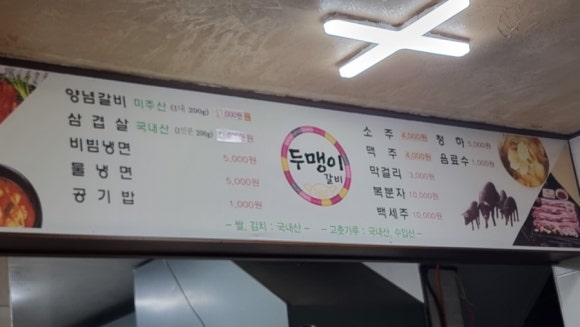 양념갈비 미주산 (1대 200g) 000원
삼겹살 국내산 (1인분 200g)
비빔냉면 5,000원
물냉면 5,000원
공기밥 1,000원
두맹이
갈비
소주 4,000원 청하 5,000원
맥주 4,000원 음료수 1,000원
막걸리 3,000원
복분자 10,000원
백세주 10,000원
- 쌀, 김치 : 국내산 - - 고춧가루 : 국내산, 수입산 -